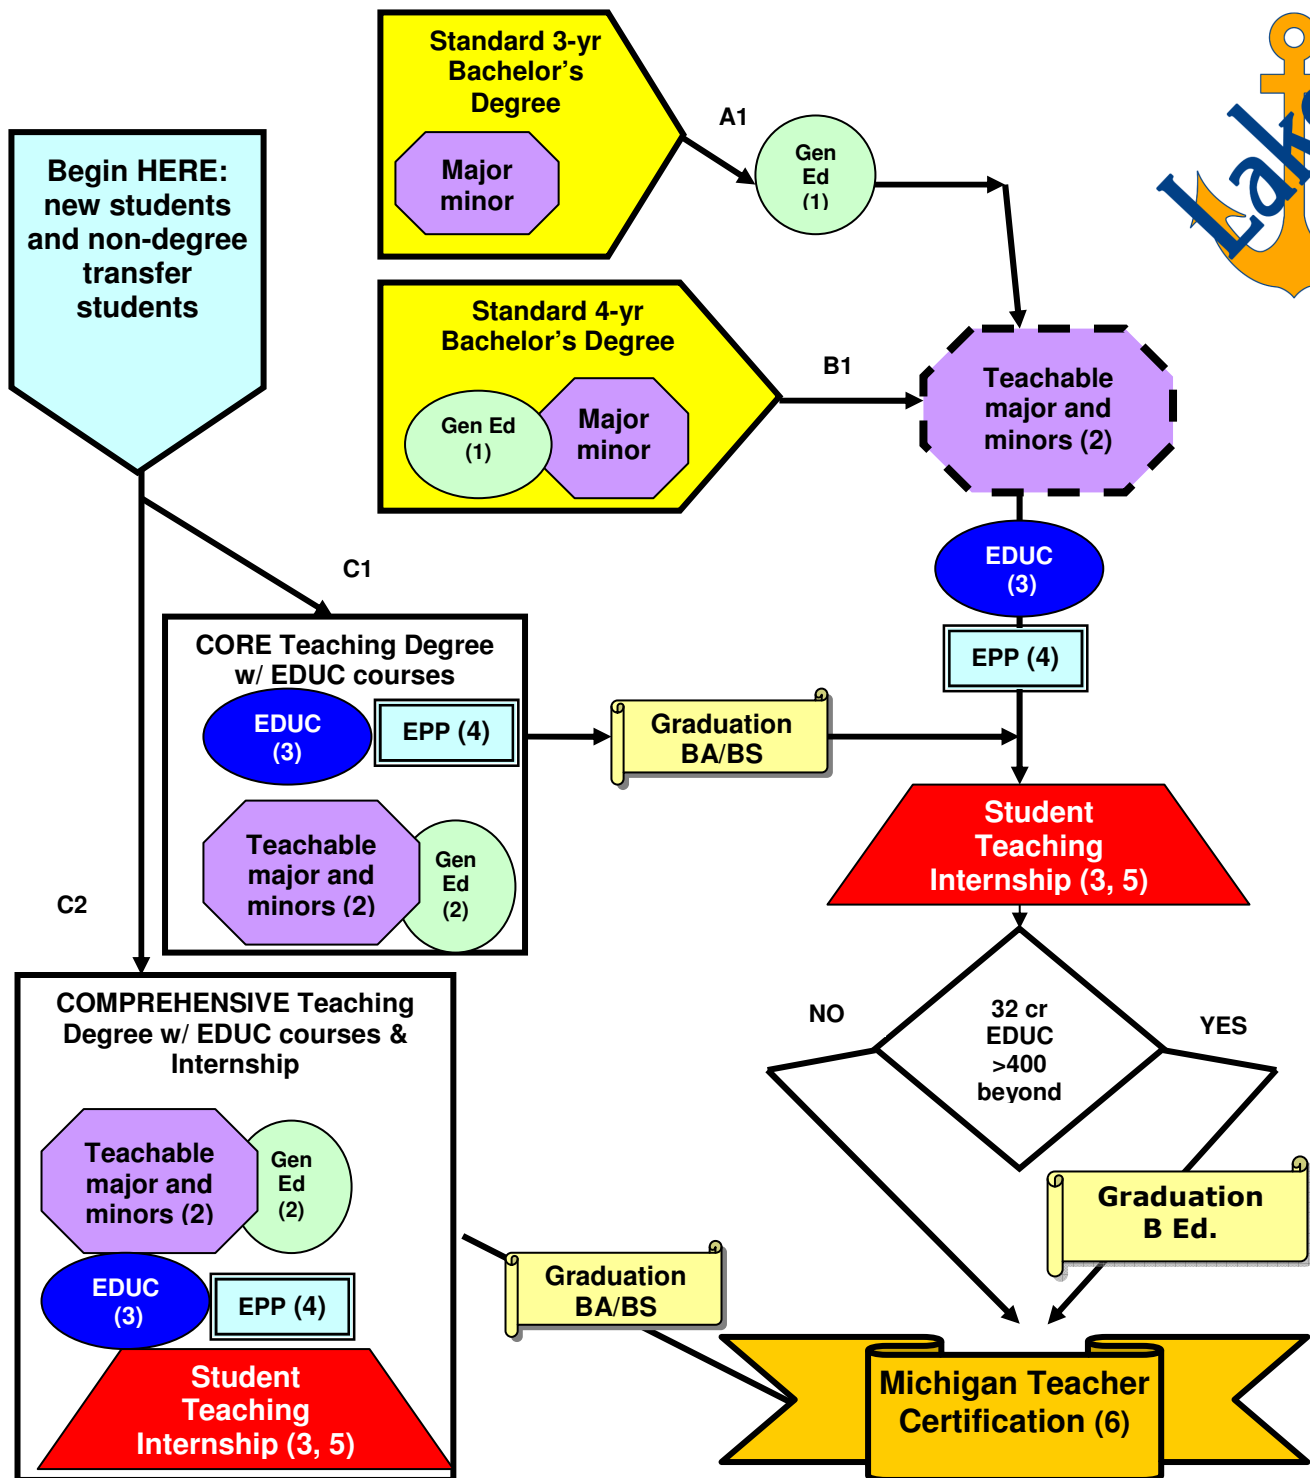 Standard 3-yr
Bachelor's
Degree
Major
minor
A1
Gen
Ed
(1)
Begin HERE:
new students
and non-degree
transfer
students
Standard 4-yr
Bachelor's Degree
Gen Ed
(1)
Major
minor
B1
Teachable
major and
minors (2)
EDUC
(3)
EPP (4)
C1
CORE Teaching Degree
w/ EDUC courses
EDUC
(3)
EPP (4)
Teachable
major and
minors (2)
Gen
Ed
(2)
Graduation
BA/BS
Student
Teaching
Internship (3, 5)
C2
COMPREHENSIVE Teaching
Degree w/ EDUC courses &
Internship
Teachable
major and
minors (2)
Gen
Ed
(2)
EDUC
(3)
EPP (4)
Student
Teaching
Internship (3, 5)
Graduation
BA/BS
NO
32 cr
EDUC
>400
beyond
YES
Graduation
B Ed.
Michigan Teacher
Certification (6)